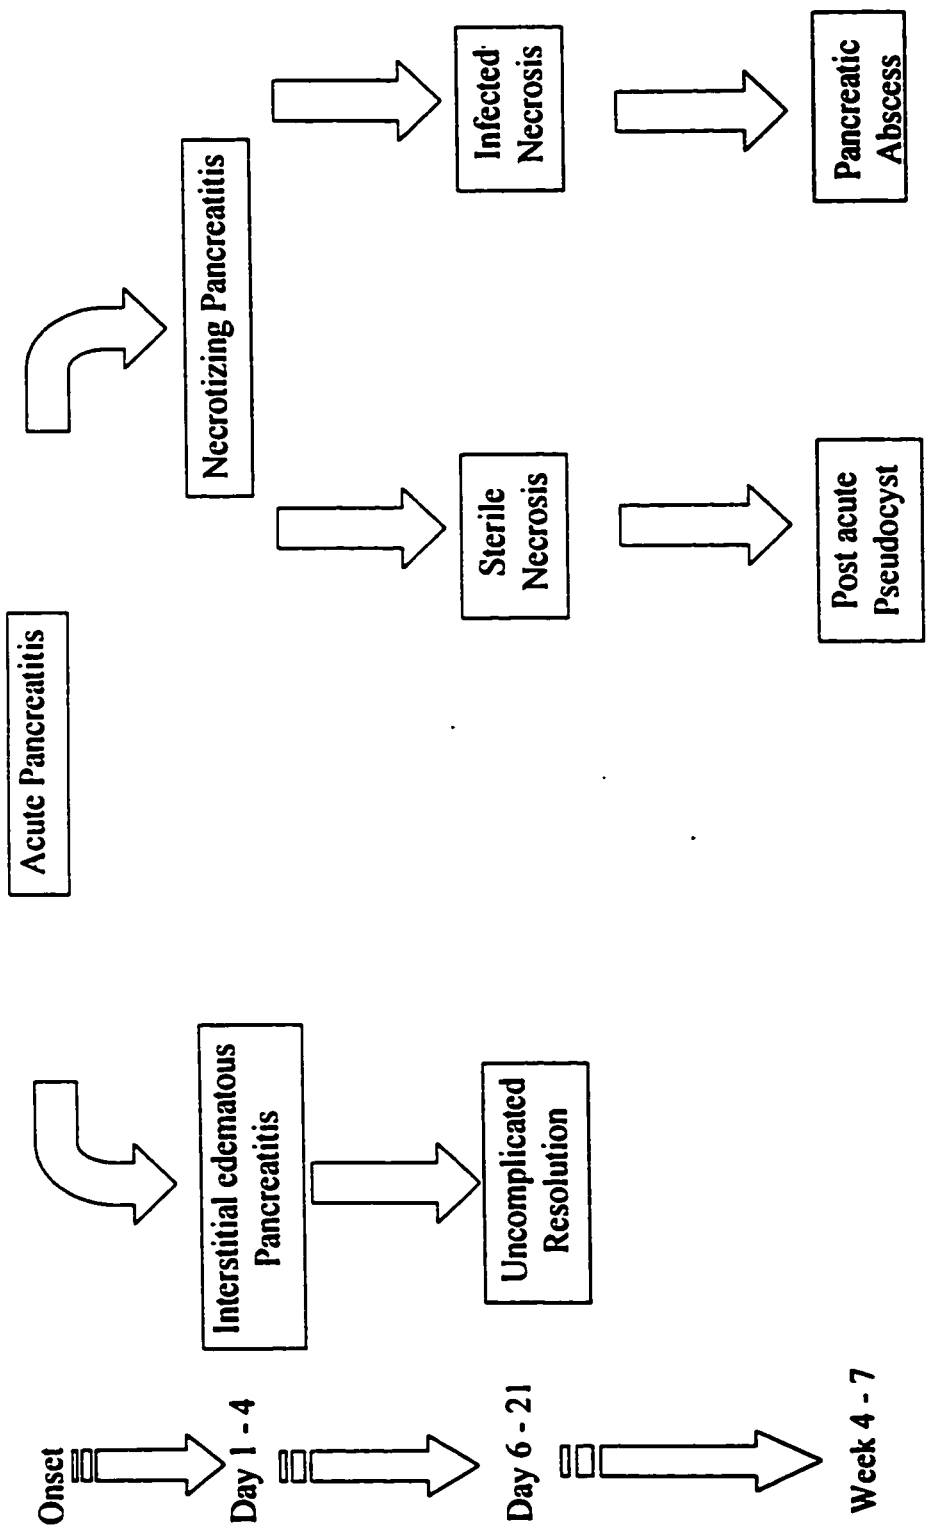 Acute Pancreatitis
Onset
Day 1 - 4
Interstitial edematous
Pancreatitis
Necrotizing Pancreatitis
Day 6 - 21
Uncomplicated
Resolution
Sterile
Necrosis
Infected
Necrosis
Week 4 - 7
Post acute
Pseudocyst
Pancreatic
Abscess